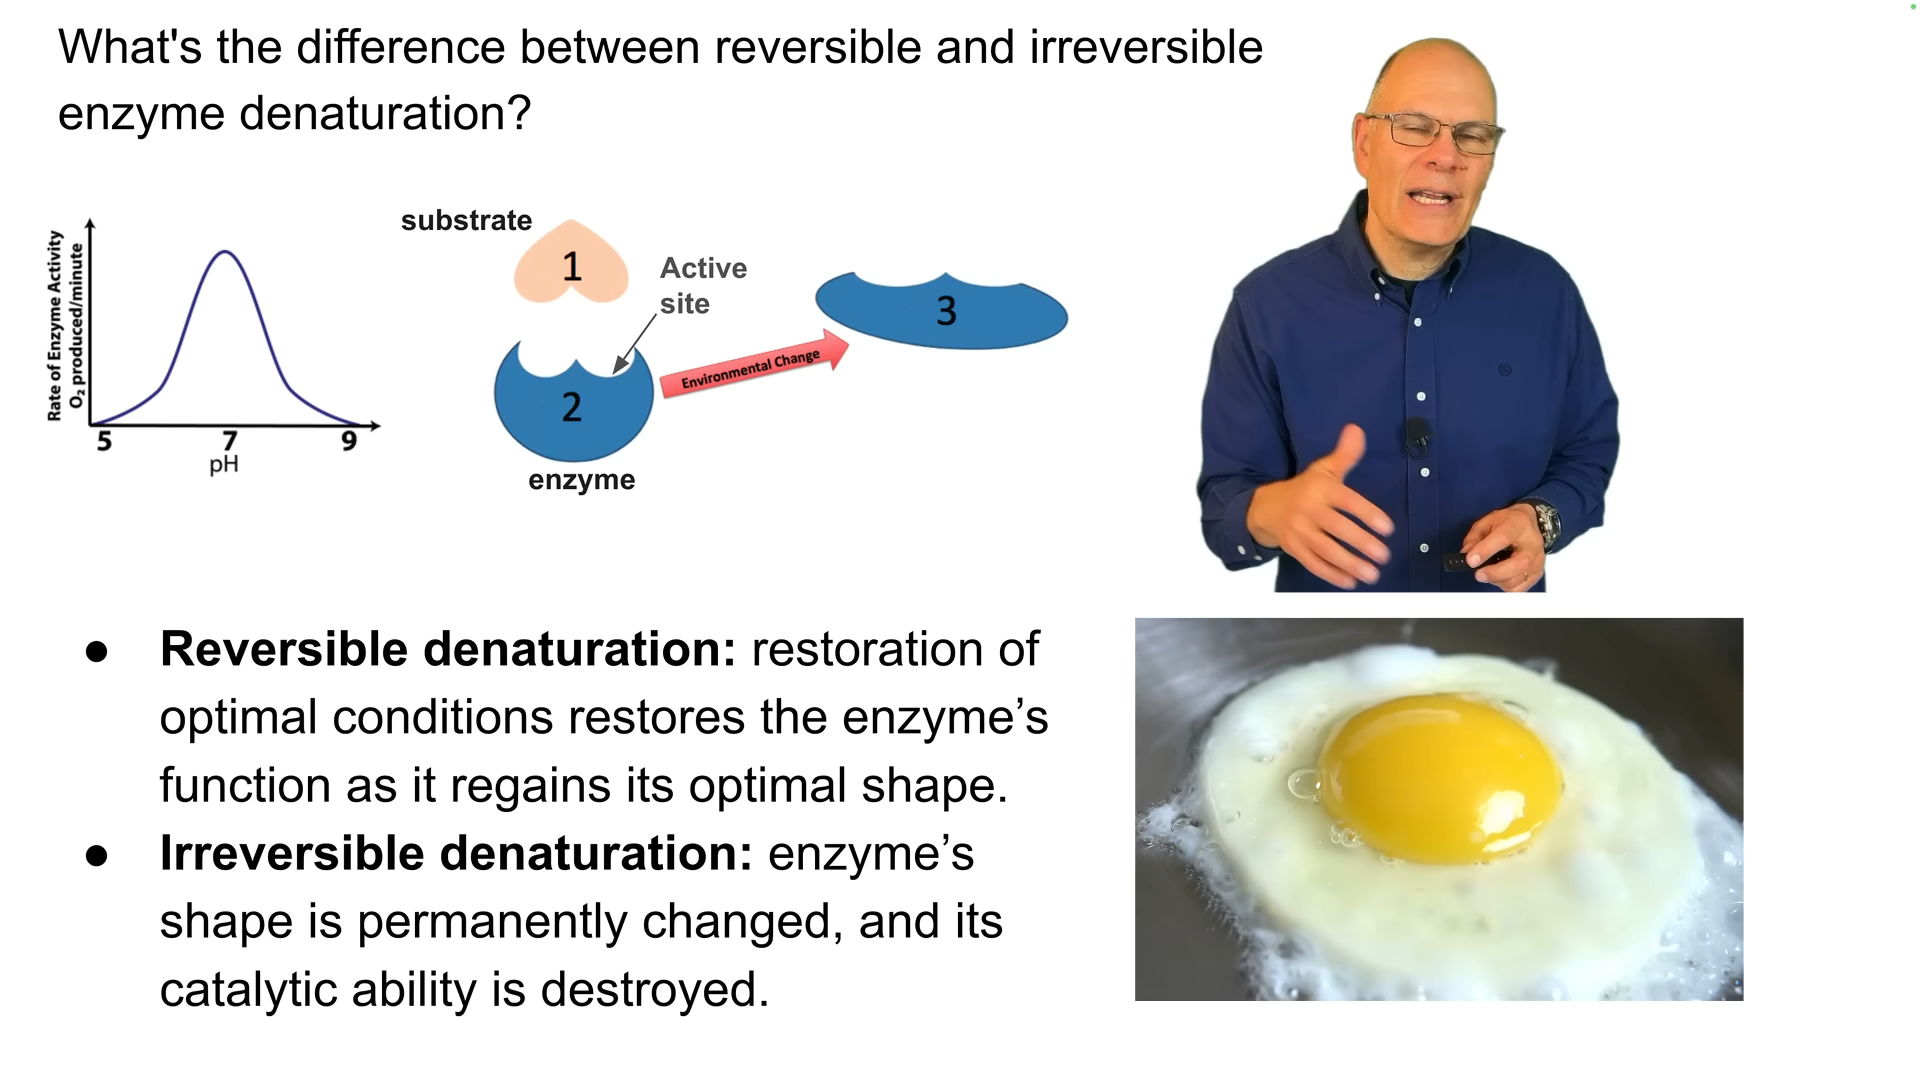 What's the difference between reversible and irreversible
enzyme denaturation?
Rate of Enzyme Activity
O₂ produced/minute
5 7 9
pH
substrate
1
Active
site
2
enzyme
Environmental Change
3
● Reversible denaturation: restoration of
optimal conditions restores the enzyme’s
function as it regains its optimal shape.
● Irreversible denaturation: enzyme’s
shape is permanently changed, and its
catalytic ability is destroyed.